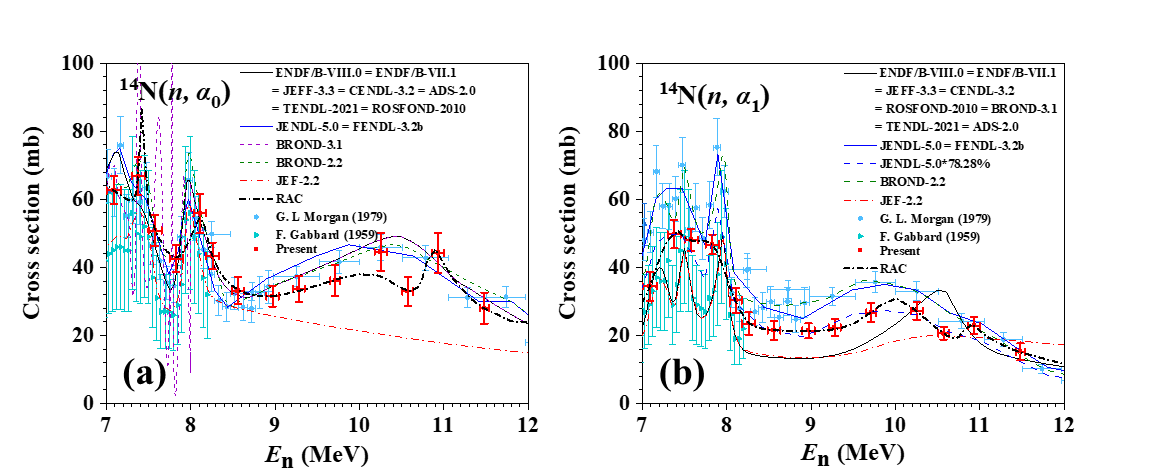 ¹⁴N(n, α₀)
ENDF/B-VIII.0 = ENDF/B-VII.1
= JEFF-3.3 = CENDL-3.2 = ADS-2.0
= TENDL-2021 = ROSFOND-2010
JENDL-5.0 = FENDL-3.2b
BROND-3.1
BROND-2.2
JEF-2.2
RAC
G. L Morgan (1979)
F. Gabbard (1959)
Present
(a)
Cross section (mb)
100
80
60
40
20
0
7
8
9
10
11
12
Eₙ (MeV)
¹⁴N(n, α₁)
ENDF/B-VIII.0 = ENDF/B-VII.1
= JEFF-3.3 = CENDL-3.2
= ROSFOND-2010 = BROND-3.1
= TENDL-2021 = ADS-2.0
JENDL-5.0 = FENDL-3.2b
JENDL-5.0*78.28%
BROND-2.2
JEF-2.2
G. L Morgan (1979)
F. Gabbard (1959)
Present
RAC
(b)
Cross section (mb)
100
80
60
40
20
0
7
8
9
10
11
12
Eₙ (MeV)